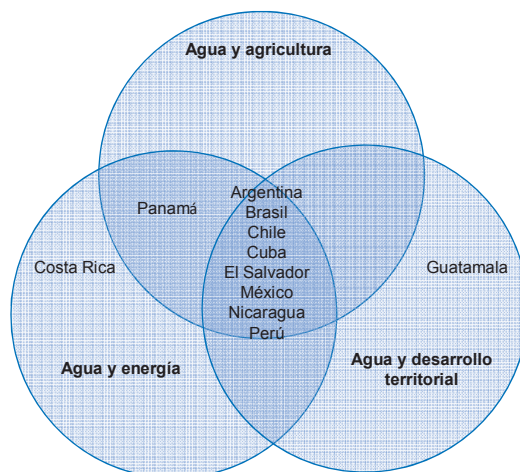 Agua y agricultura
Panamá
Argentina
Brasil
Chile
Cuba
El Salvador
México
Nicaragua
Perú
Costa Rica
Guatamala
Agua y energía
Agua y desarrollo
territorial